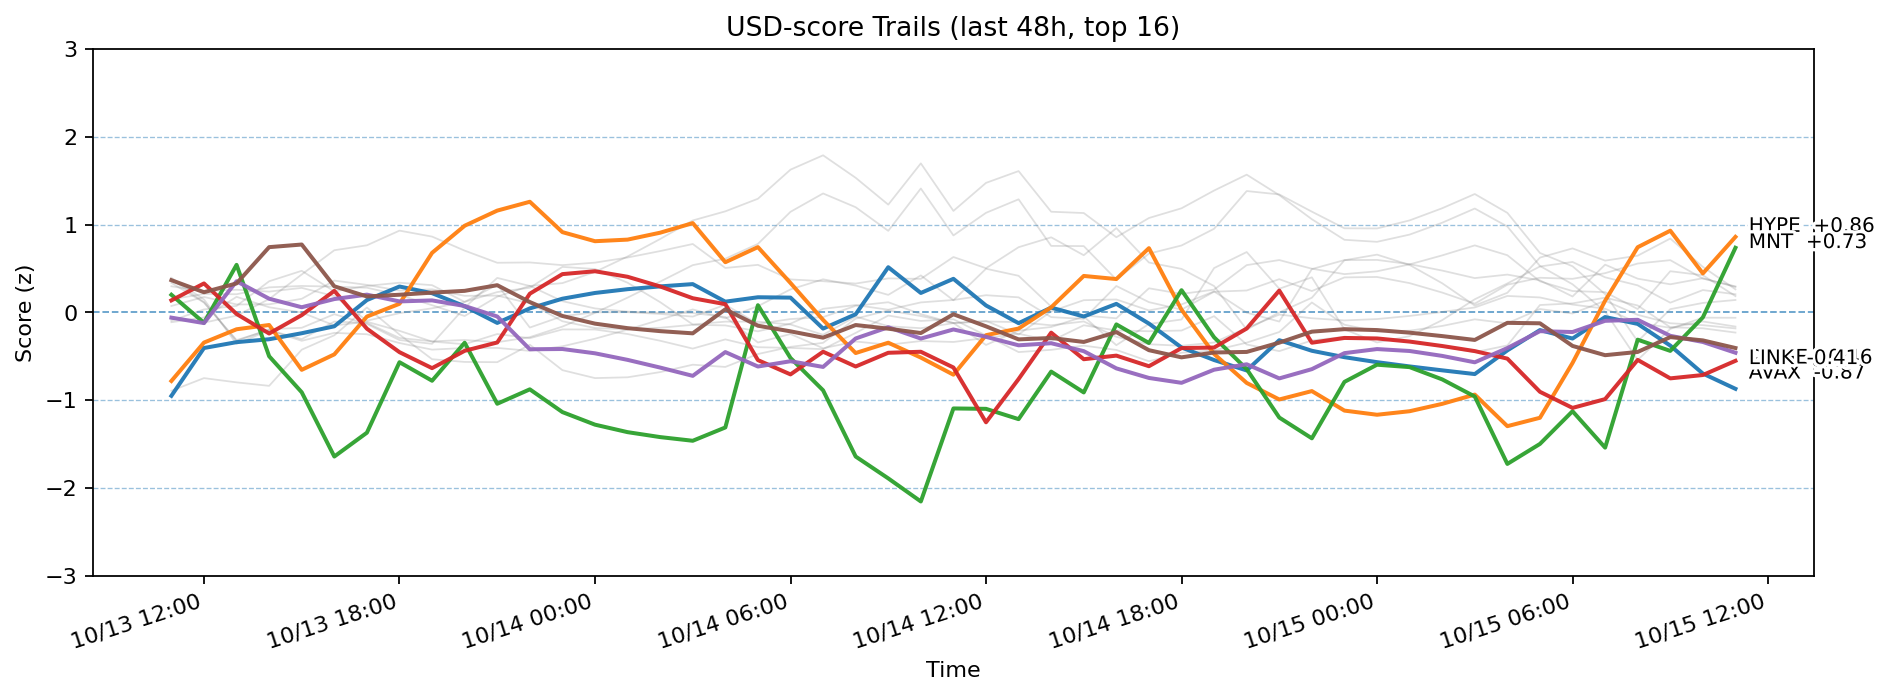 USD-score Trails (last 48h, top 16)
Score (z)
3
2
1
0
−1
−2
−3
HYPE +0.86
MNT +0.73
AVAX -0.87
10/13 12:00
10/13 18:00
10/14 00:00
10/14 06:00
10/14 12:00
10/14 18:00
10/15 00:00
10/15 06:00
10/15 12:00
Time